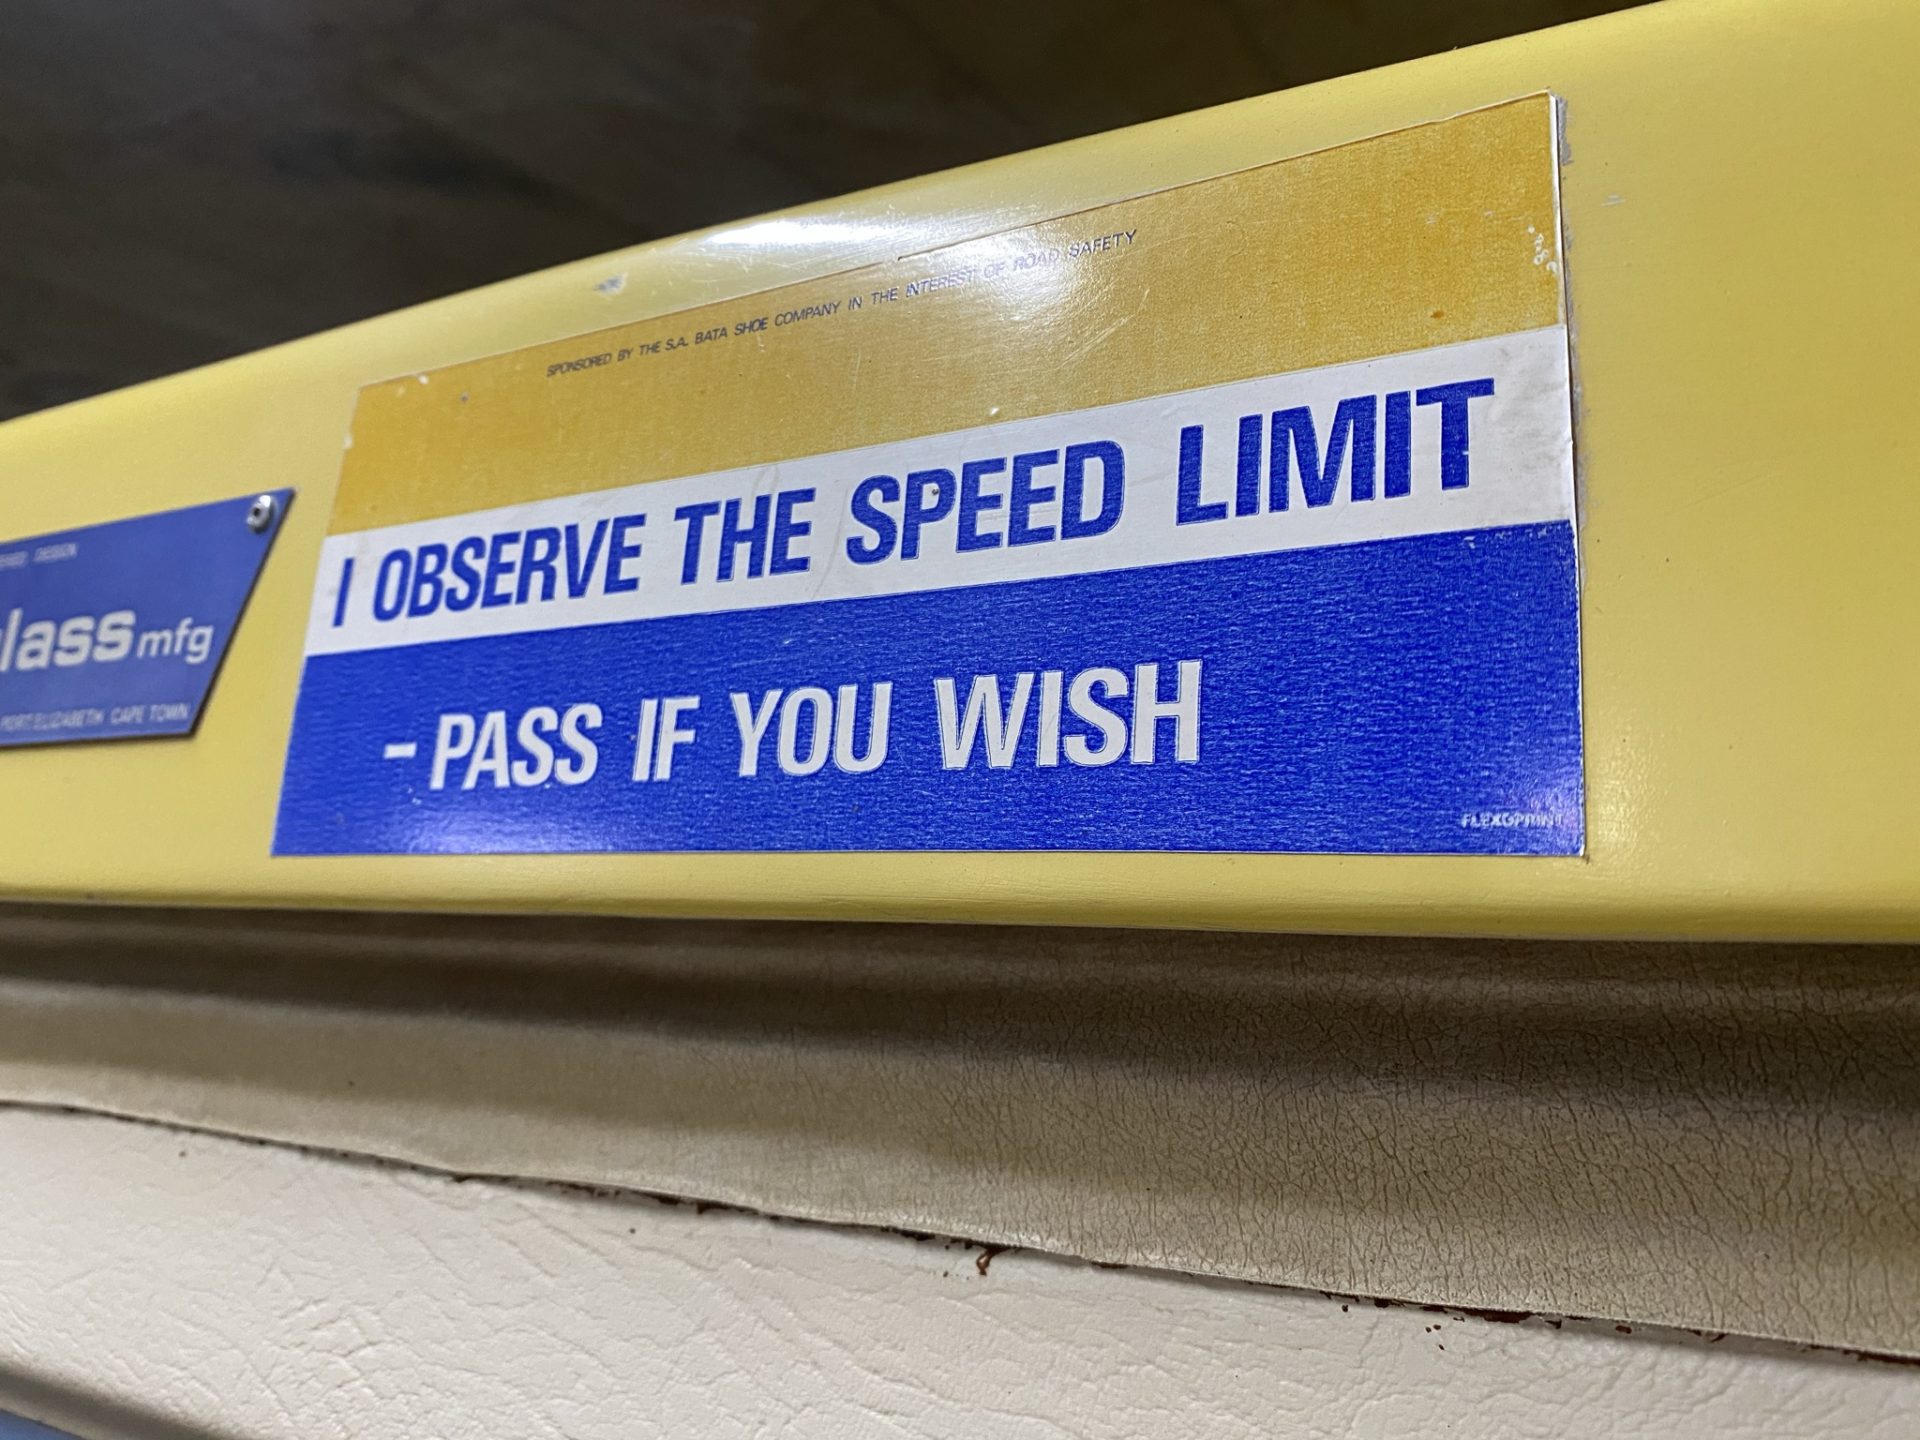 SPONSORED BY THE S.A. BATA SHOE COMPANY IN THE INTEREST OF ROAD SAFETY
I OBSERVE THE SPEED LIMIT
- PASS IF YOU WISH
FLEXOPRINT
DESIGN
lass mfg
PORT ELIZABETH CAPE TOWN